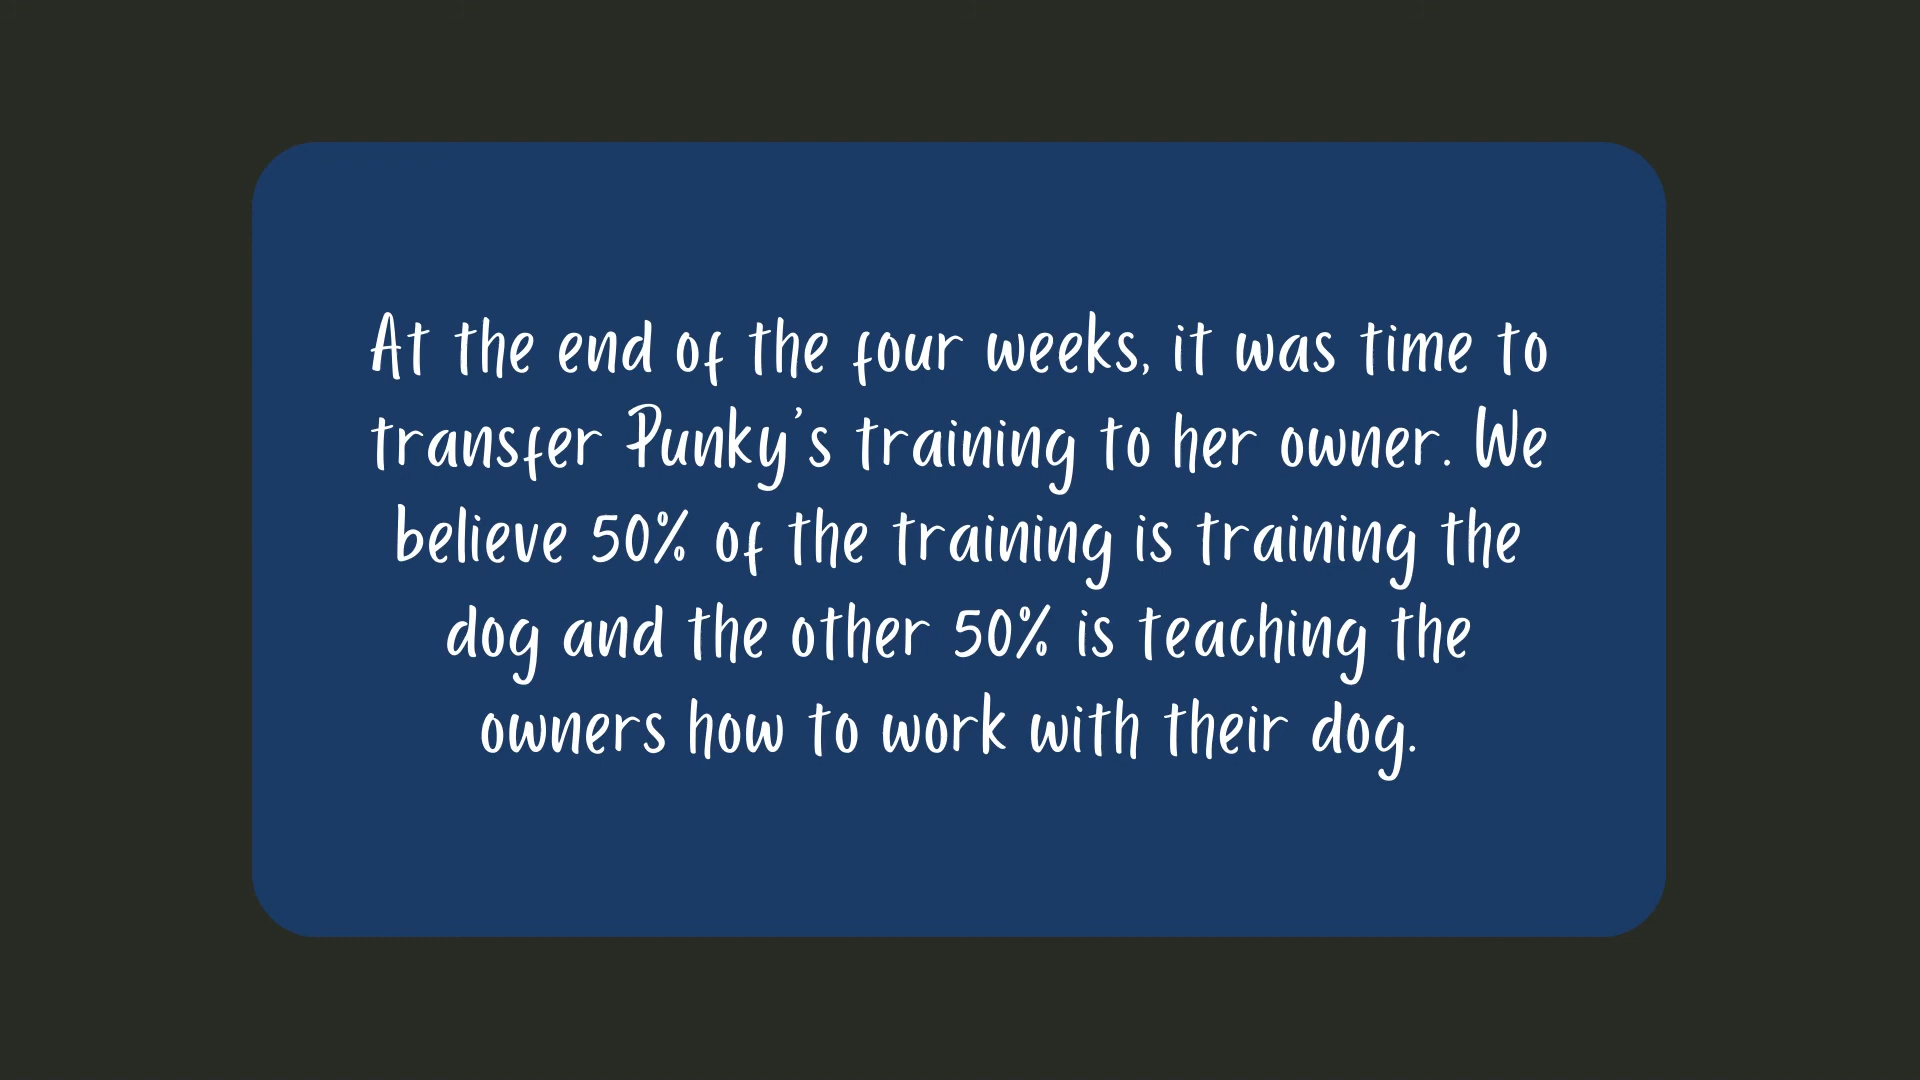 At the end of the four weeks, it was time to
transfer Punky's training to her owner. We
believe 50% of the training is training the
dog and the other 50% is teaching the
owners how to work with their dog.